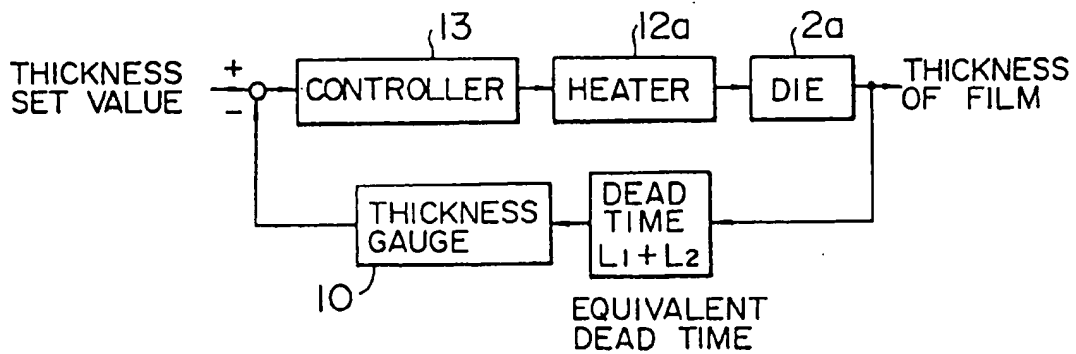 13
12a
2a
THICKNESS
SET VALUE
+
−
CONTROLLER
HEATER
DIE
THICKNESS
OF FILM
THICKNESS
GAUGE
DEAD
TIME
L1+L2
10
EQUIVALENT
DEAD TIME